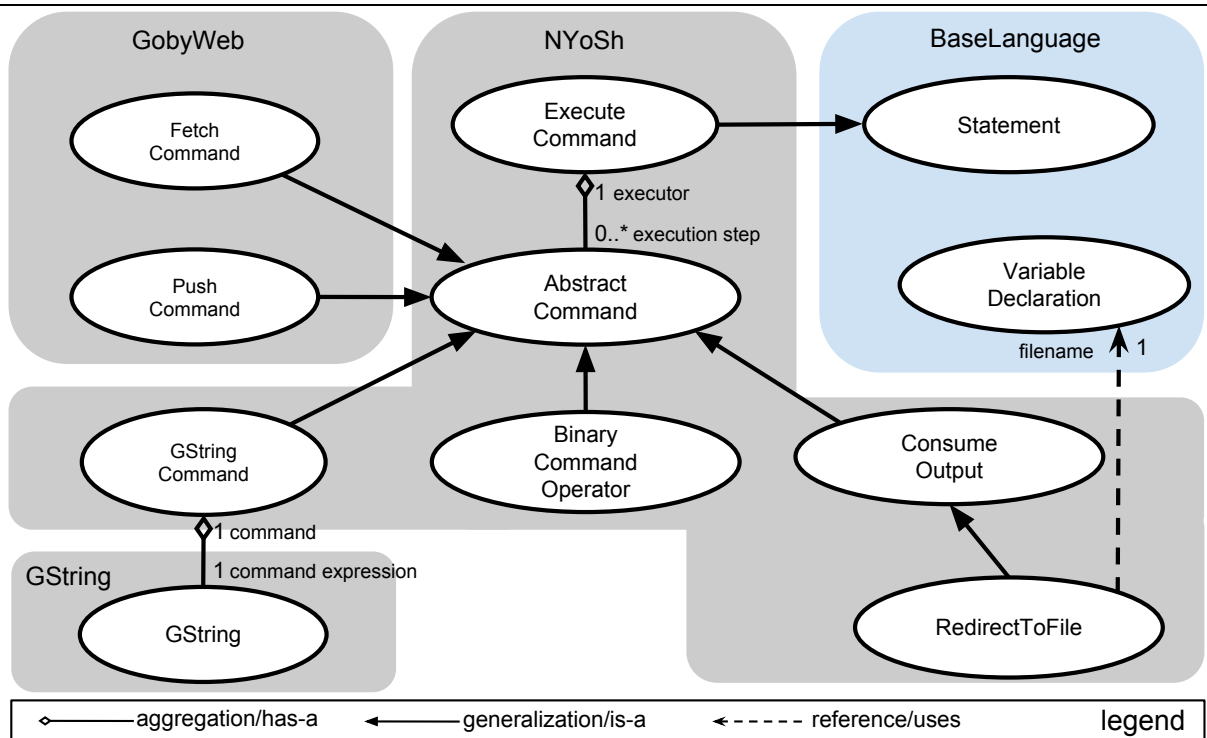 GobyWeb
NYoSh
BaseLanguage
Fetch
Command
Execute
Command
Statement
1 executor
0..* execution step
Push
Command
Abstract
Command
Variable
Declaration
filename 1
GString
Command
Binary
Command
Operator
Consume
Output
1 command
1 command expression
GString
GString
RedirectToFile
aggregation/has-a
generalization/is-a
reference/uses
legend